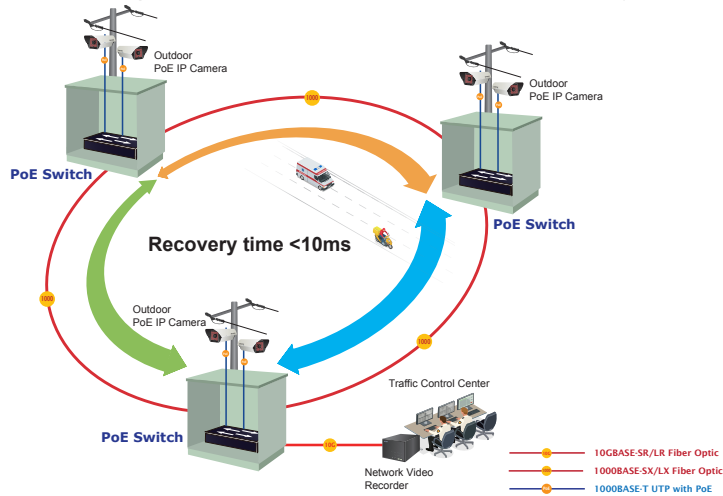 Outdoor
PoE IP Camera
PoE Switch
1000
Outdoor
PoE IP Camera
PoE Switch
Recovery time <10ms
1000
1000
Outdoor
PoE IP Camera
PoE Switch
10G
Traffic Control Center
Network Video
Recorder
10GBASE-SR/LR Fiber Optic
1000BASE-SX/LX Fiber Optic
1000BASE-T UTP with PoE